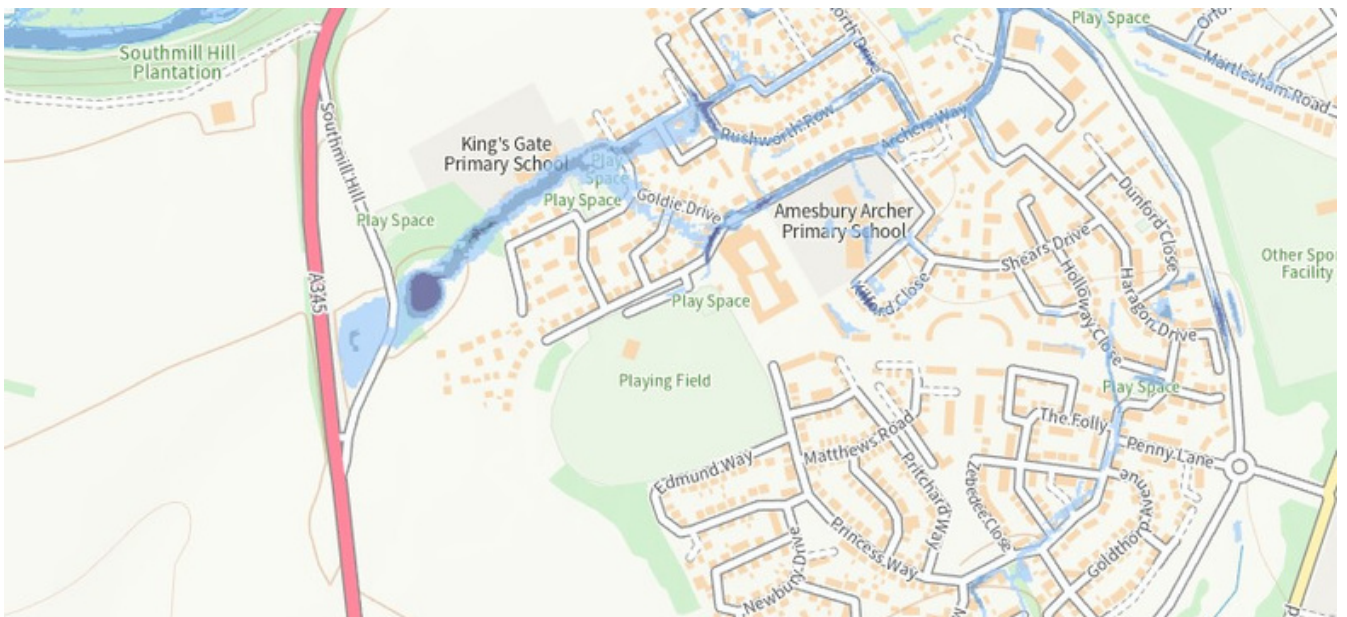 Play Space
Southmill Hill
Plantation
Martlesham Road
Rushworth Row
Archers Way
King's Gate
Primary School
Play
Space
Southmill Hill
Play Space
Play Space
Goldie Drive
Amesbury Archer
Primary School
Dunford Close
Shears Drive
Other Spo
Facility
A345
Holloway Close
Haragon Drive
Kilford Close
Play Space
Playing Field
Play Space
The Folly
Matthews Road
Penny Lane
Edmund Way
Pritchard Way
Zebedee Close
Princess Way
Newbury Drive